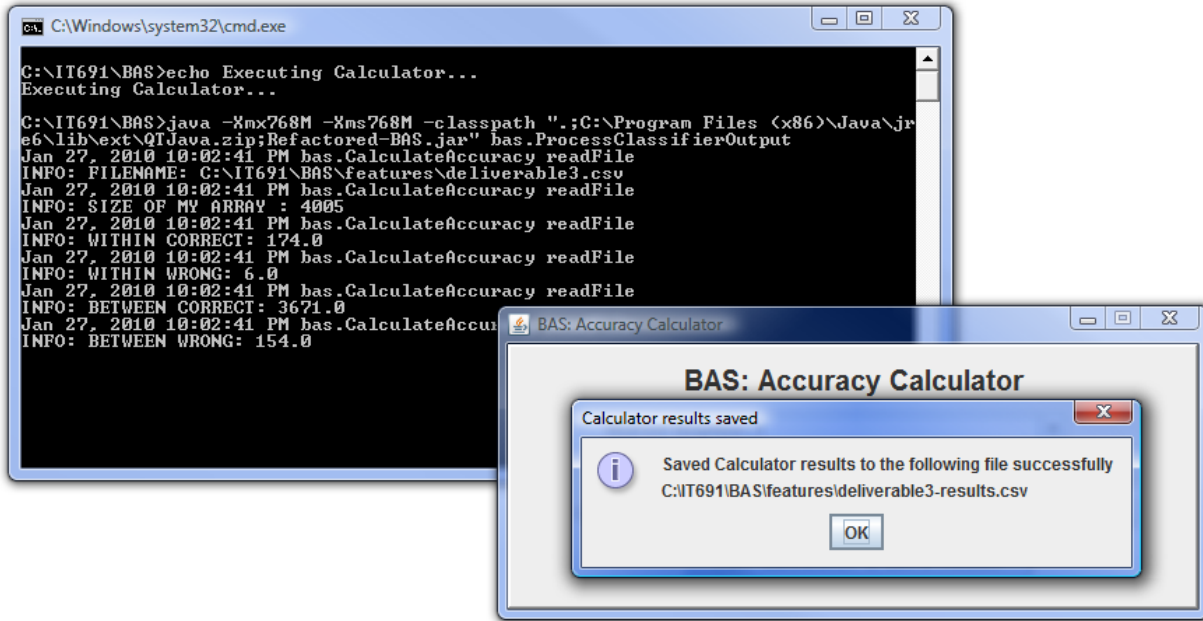 C:\Windows\system32\cmd.exe
C:\IT691\BAS>echo Executing Calculator...
Executing Calculator...
C:\IT691\BAS>java -Xmx768M -Xms768M -classpath ".;C:\Program Files (x86)\Java\jr
e6\lib\ext\QTJava.zip;Refactored-BAS.jar" bas.ProcessClassifierOutput
Jan 27, 2010 10:02:41 PM bas.CalculateAccuracy readFile
INFO: FILENAME: C:\IT691\BAS\features\deliverable3.csv
Jan 27, 2010 10:02:41 PM bas.CalculateAccuracy readFile
INFO: SIZE OF MY ARRAY : 4005
Jan 27, 2010 10:02:41 PM bas.CalculateAccuracy readFile
INFO: WITHIN CORRECT: 174.0
Jan 27, 2010 10:02:41 PM bas.CalculateAccuracy readFile
INFO: WITHIN WRONG: 6.0
Jan 27, 2010 10:02:41 PM bas.CalculateAccuracy readFile
INFO: BETWEEN CORRECT: 3671.0
Jan 27, 2010 10:02:41 PM bas.CalculateAccur
INFO: BETWEEN WRONG: 154.0
BAS: Accuracy Calculator
BAS: Accuracy Calculator
Calculator results saved
Saved Calculator results to the following file successfully
C:\IT691\BAS\features\deliverable3-results.csv
OK